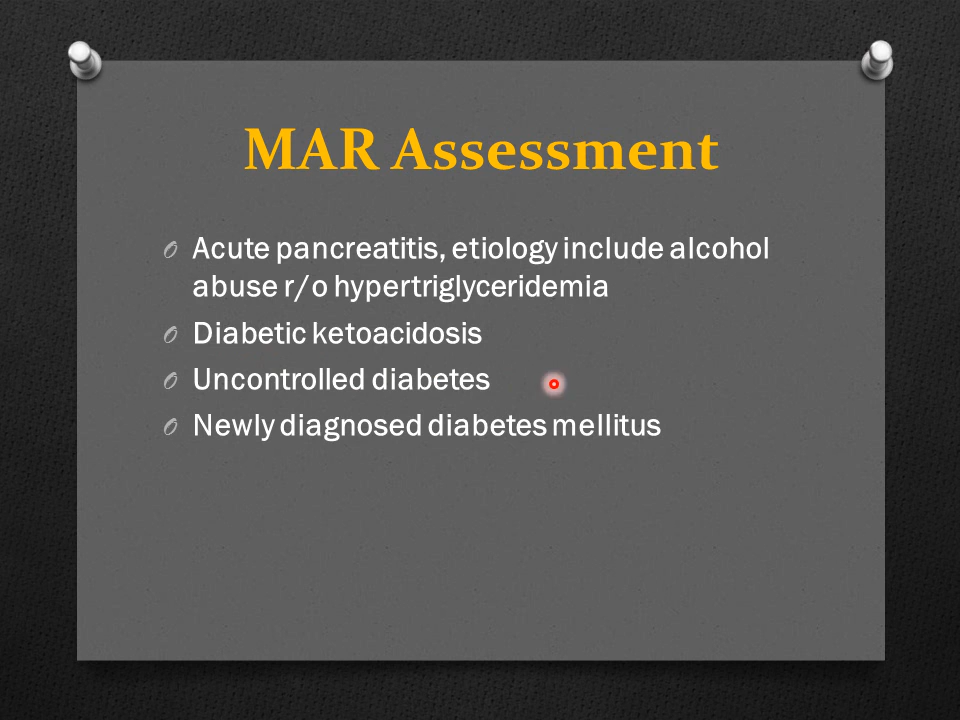 MAR Assessment
Acute pancreatitis, etiology include alcohol
abuse r/o hypertriglyceridemia
Diabetic ketoacidosis
Uncontrolled diabetes
Newly diagnosed diabetes mellitus